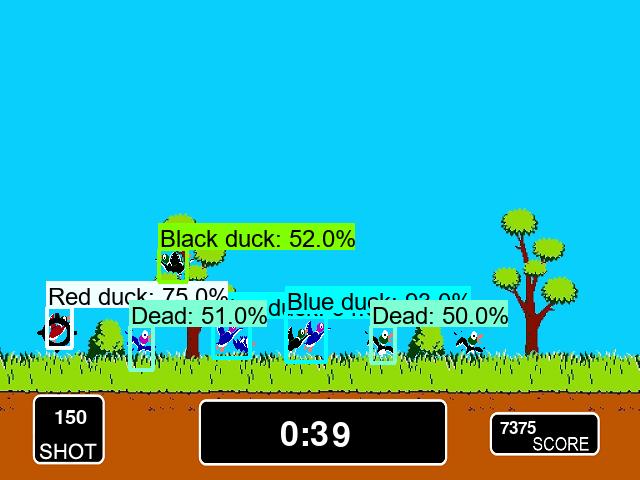 Black duck: 52.0%
Red duck: 75.0%
Blue duck: 93.0%
Dead: 51.0%
Dead: 50.0%
150
SHOT
0:39
7375
SCORE